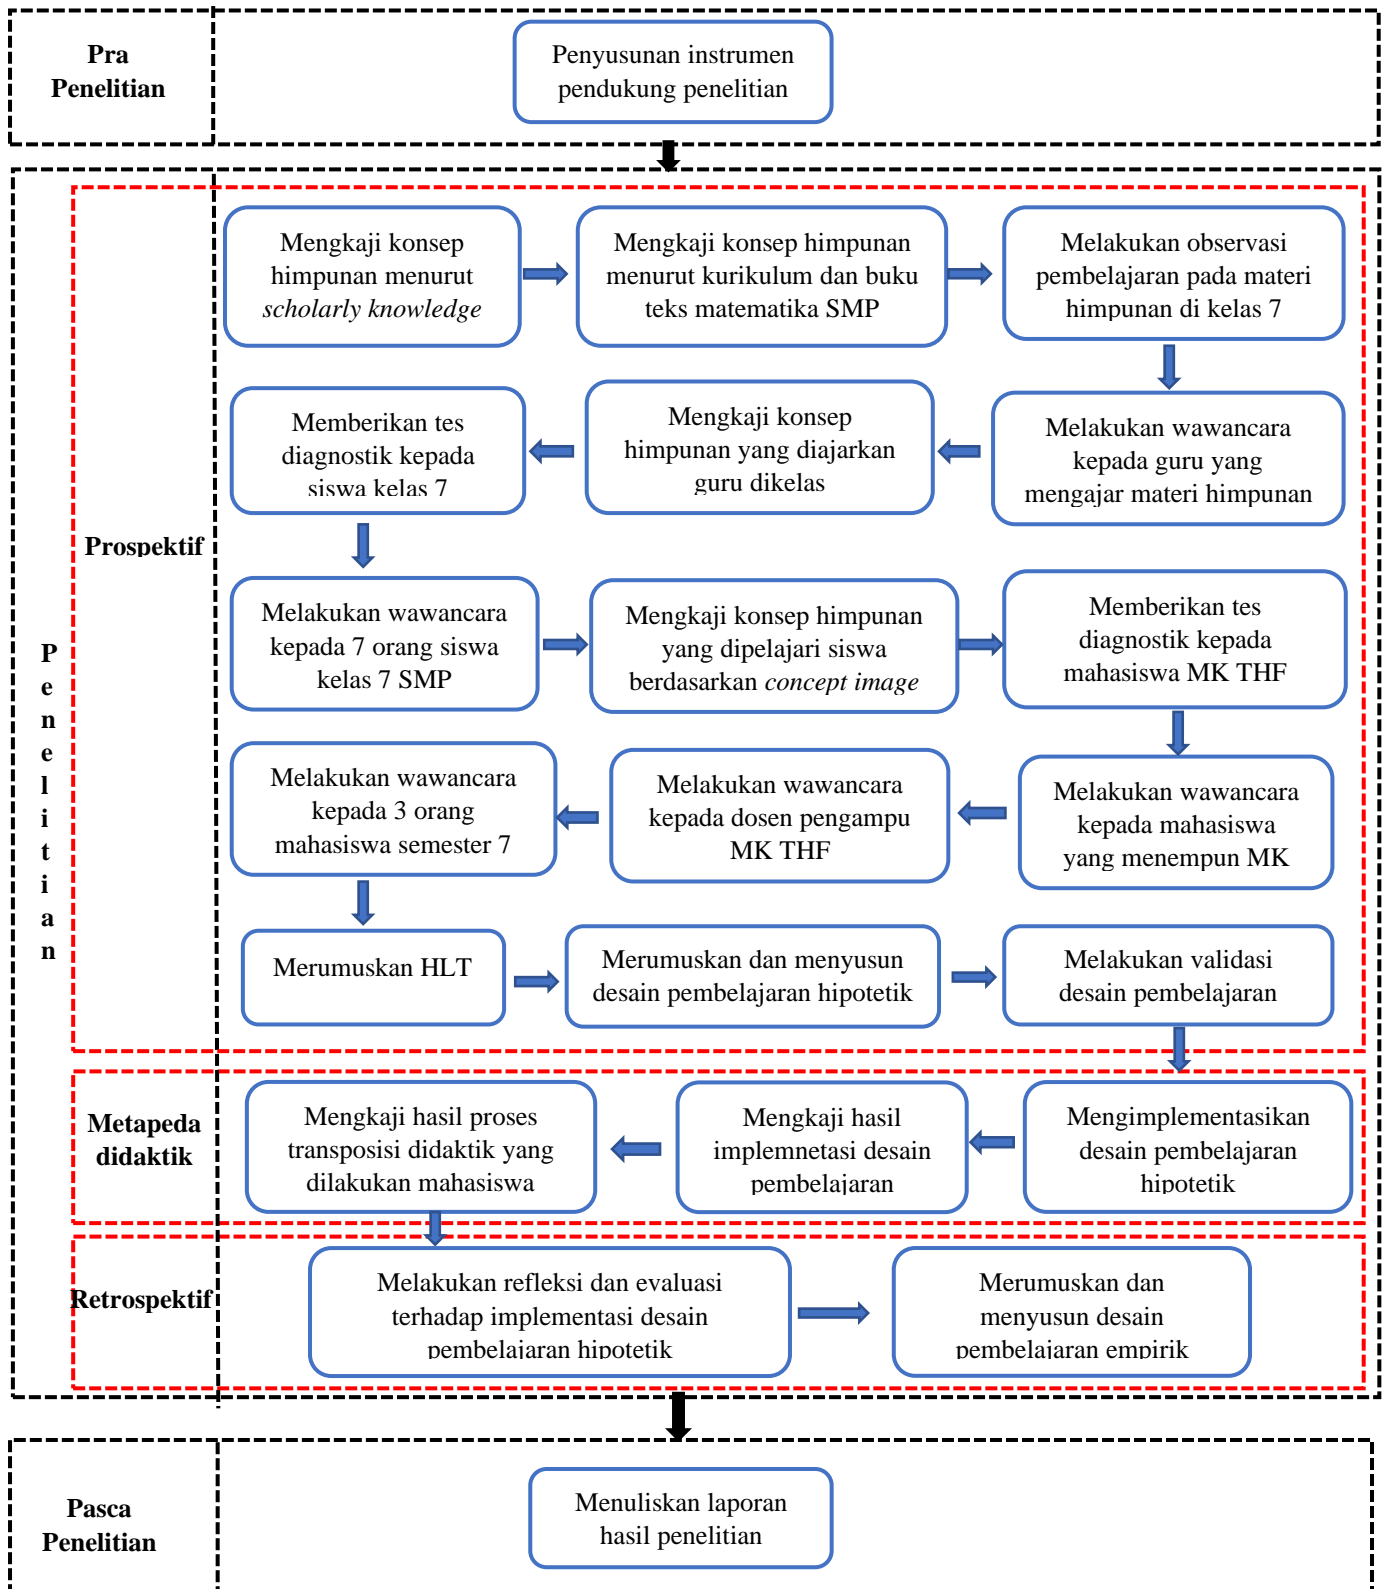 Pra
Penelitian
Penyusunan instrumen
pendukung penelitian
Penelitian
Prospektif
Mengkaji konsep
himpunan menurut
scholarly knowledge
Mengkaji konsep himpunan
menurut kurikulum dan buku
teks matematika SMP
Melakukan observasi
pembelajaran pada materi
himpunan di kelas 7
Melakukan wawancara
kepada guru yang
mengajar materi himpunan
Mengkaji konsep
himpunan yang diajarkan
guru dikelas
Memberikan tes
diagnostik kepada
siswa kelas 7
Melakukan wawancara
kepada 7 orang siswa
kelas 7 SMP
Mengkaji konsep himpunan
yang dipelajari siswa
berdasarkan concept image
Memberikan tes
diagnostik kepada
mahasiswa MK THF
Melakukan wawancara
kepada mahasiswa
yang menempun MK
Melakukan wawancara
kepada dosen pengampu
MK THF
Melakukan wawancara
kepada 3 orang
mahasiswa semester 7
Merumuskan HLT
Merumuskan dan menyusun
desain pembelajaran hipotetik
Melakukan validasi
desain pembelajaran
Metapeda
didaktik
Mengimplementasikan
desain pembelajaran
hipotetik
Mengkaji hasil
implemnetasi desain
pembelajaran
Mengkaji hasil proses
transposisi didaktik yang
dilakukan mahasiswa
Retrospektif
Melakukan refleksi dan evaluasi
terhadap implementasi desain
pembelajaran hipotetik
Merumuskan dan
menyusun desain
pembelajaran empirik
Pasca
Penelitian
Menuliskan laporan
hasil penelitian